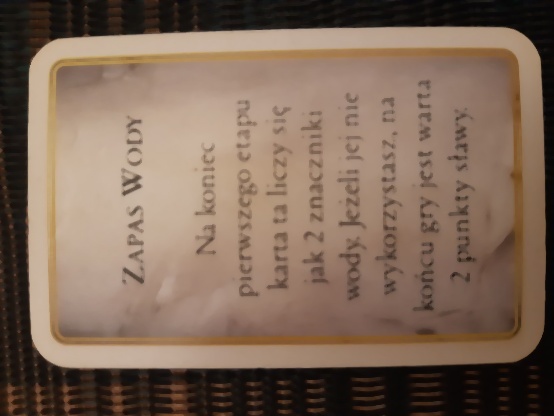 ZAPAS WODY
Na koniec
pierwszego etapu
karta ta liczy się
jak 2 znaczniki
wody. Jeżeli jej nie
wykorzystasz, na
końcu gry jest warta
2 punkty sławy.